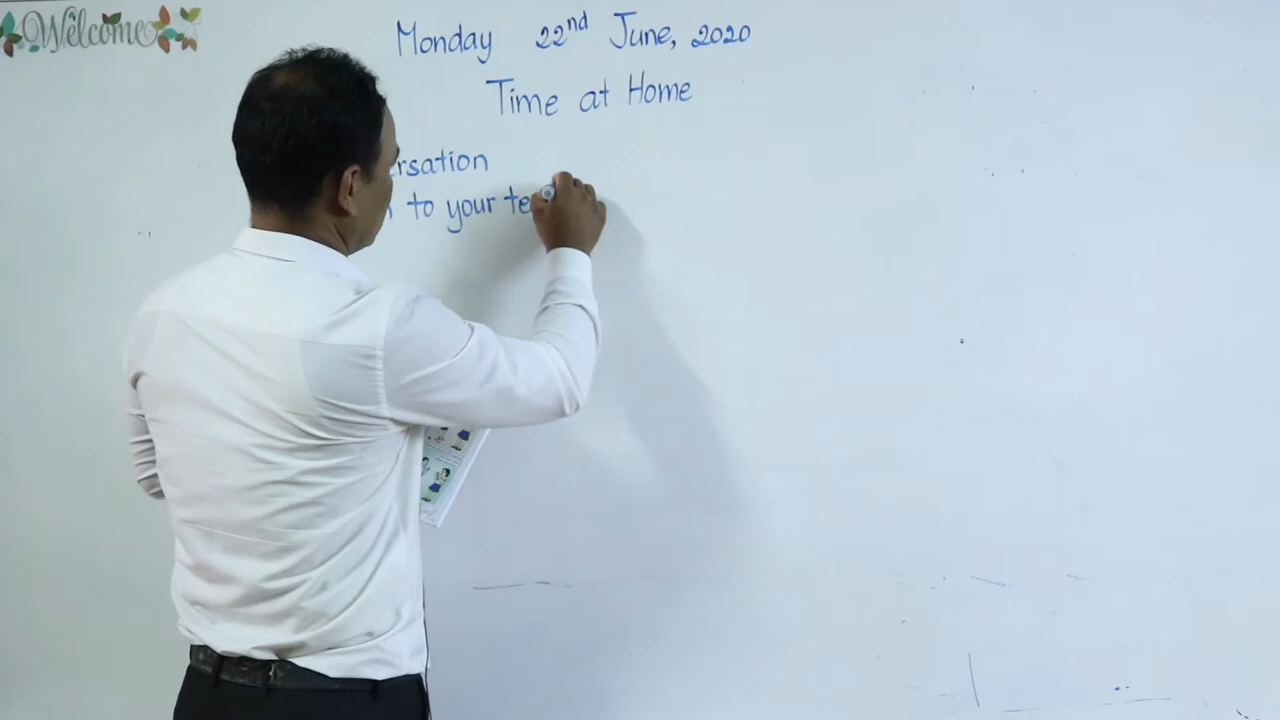 Welcome
Monday 22nd June, 2020
Time at Home
rsation
to your te